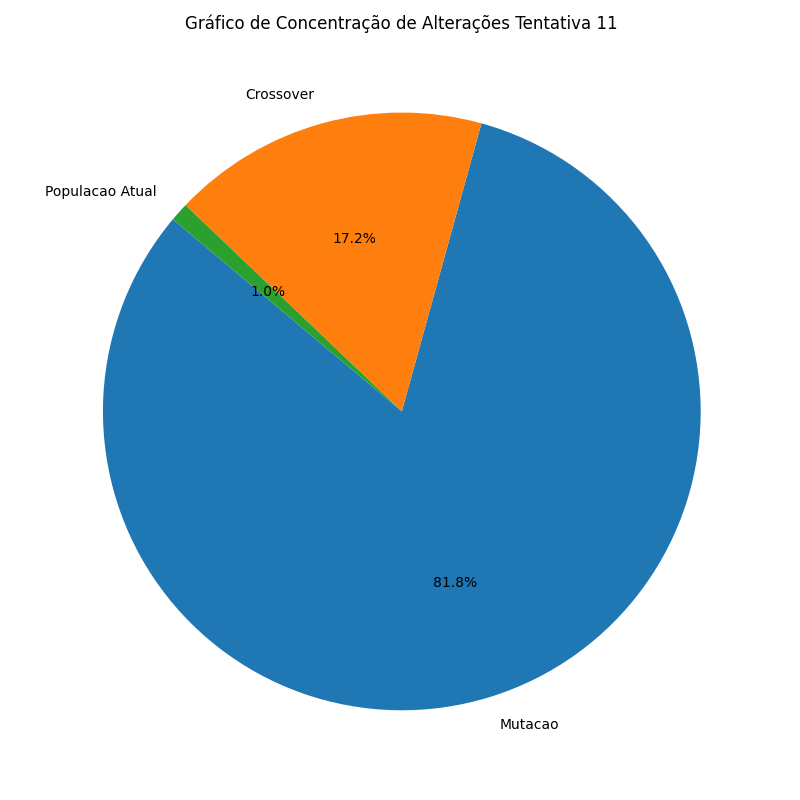 Gráfico de Concentração de Alterações Tentativa 11
Crossover
Populacao Atual
17.2%
1.0%
81.8%
Mutacao